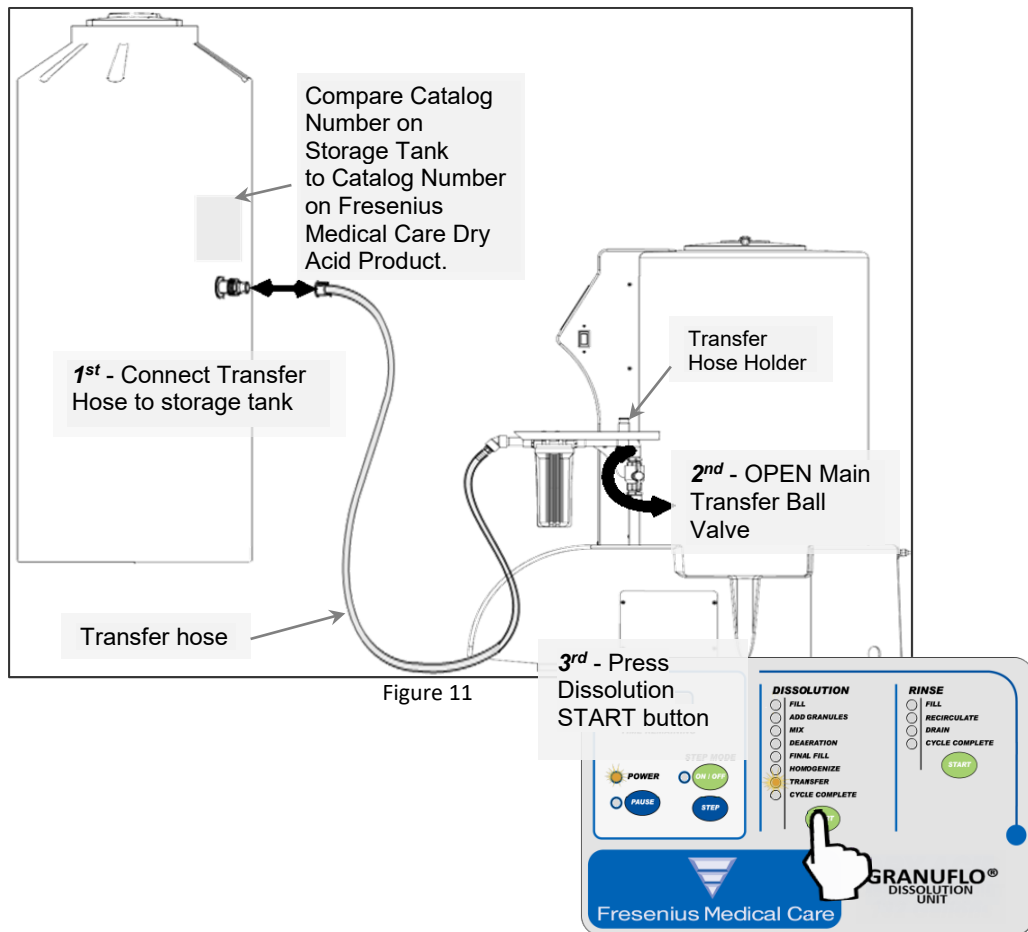 Compare Catalog
Number on
Storage Tank
to Catalog Number
on Fresenius
Medical Care Dry
Acid Product.
Transfer
Hose Holder
1st - Connect Transfer
Hose to storage tank
2nd - OPEN Main
Transfer Ball
Valve
Transfer hose
Figure 11
3rd - Press
Dissolution
START button
STEP MODE
POWER
ON / OFF
PAUSE
STEP
DISSOLUTION
FILL
ADD GRANULES
MIX
DEAERATION
FINAL FILL
HOMOGENIZE
TRANSFER
CYCLE COMPLETE
RINSE
FILL
RECIRCULATE
DRAIN
CYCLE COMPLETE
START
Fresenius Medical Care
GRANUFLO®
DISSOLUTION
UNIT